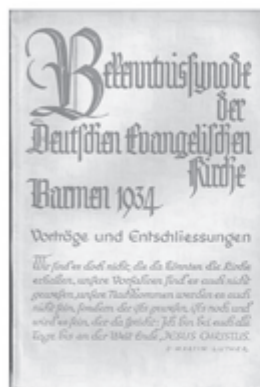 Bekenntnissynode
der
Deutschen Evangelischen
Kirche
Barmen 1934
Vorträge und Entschliessungen
Wir sind es doch nicht, die da könnten die Kirche
erhalten, unsere Vorfahren sind es auch nicht
gewesen, unsere Nachkommen werden es auch
nicht sein, sondern der ists gewesen, ists noch und
wird es sein, der da spricht: Ich bin bei euch alle
Tage bis an der Welt Ende, JESUS CHRISTUS.
D. MARTIN LUTHER.